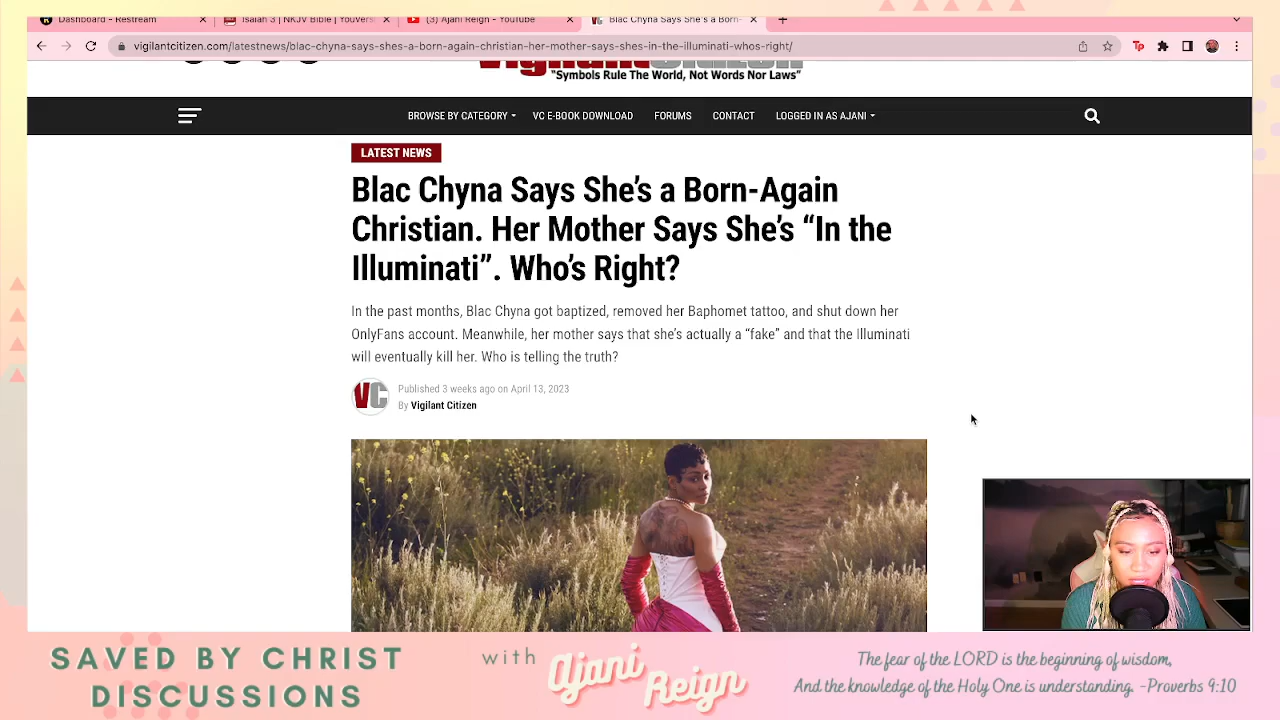 Dashboard - Restream
Isaiah 3 | NKJV Bible | YouVers
(3) Ajani Reign - YouTube
Blac Chyna Says She's a Born-
vigilantcitizen.com/latestnews/blac-chyna-says-shes-a-born-again-christian-her-mother-says-shes-in-the-illuminati-whos-right/
"Symbols Rule The World, Not Words Nor Laws"
BROWSE BY CATEGORY
VC E-BOOK DOWNLOAD
FORUMS
CONTACT
LOGGED IN AS AJANI
LATEST NEWS
Blac Chyna Says She's a Born-Again
Christian. Her Mother Says She's “In the
Illuminati”. Who's Right?
In the past months, Blac Chyna got baptized, removed her Baphomet tattoo, and shut down her
OnlyFans account. Meanwhile, her mother says that she's actually a “fake” and that the Illuminati
will eventually kill her. Who is telling the truth?
VC
Published 3 weeks ago on April 13, 2023
By Vigilant Citizen
SAVED BY CHRIST
DISCUSSIONS
with
Ajani
Reign
The fear of the LORD is the beginning of wisdom,
And the knowledge of the Holy One is understanding. -Proverbs 9:10